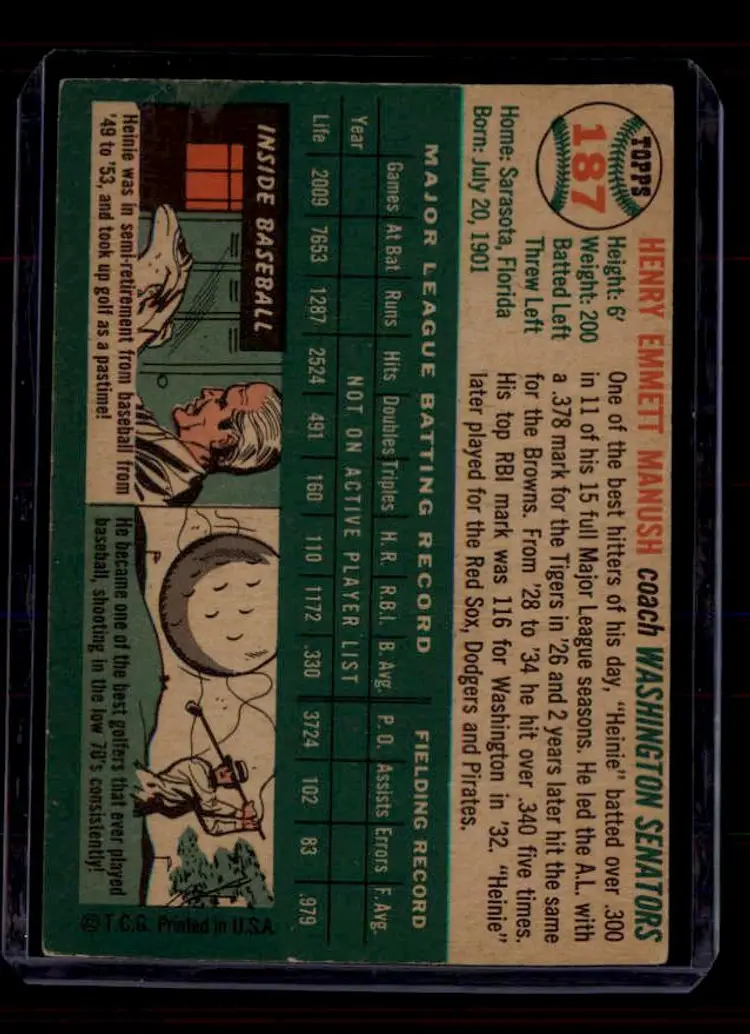 TOPPS
187
HENRY EMMETT MANUSH coach WASHINGTON SENATORS
Height: 6'
Weight: 200
Batted Left
Threw Left
Home: Sarasota, Florida
Born: July 20, 1901
One of the best hitters of his day, "Heinie" batted over .300
in 11 of his 15 full Major League seasons. He led the A.L. with
a .378 mark for the Tigers in '26 and 2 years later hit the same
for the Browns. From '28 to '34 he hit over .340 five times.
His top RBI mark was 116 for Washington in '32. "Heinie"
later played for the Red Sox, Dodgers and Pirates.
MAJOR LEAGUE BATTING RECORD FIELDING RECORD
Games At Bat Runs Hits Doubles Triples H.R. R.B.I. B. Avg. P.O. Assists Errors F. Avg.
Year NOT ON ACTIVE PLAYER LIST
Life 2009 7653 1287 2524 491 160 110 1172 .330 3724 102 83 .979
INSIDE BASEBALL
Heinie was in semi-retirement from baseball from
'49 to '53, and took up golf as a pastime!
He became one of the best golfers that ever played
baseball, shooting in the low 70's consistently!
© T.C.G. Printed in U.S.A.